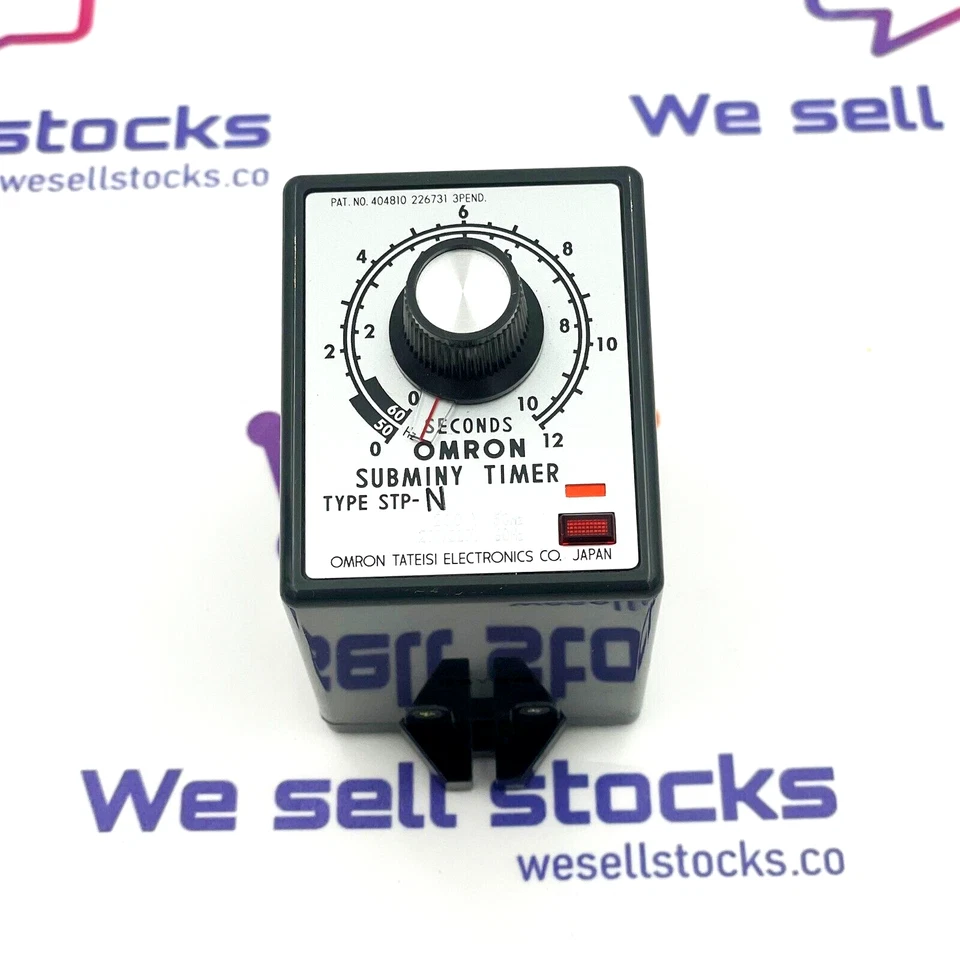 stocks
We sell
wesellstocks.co
PAT. NO. 404810 226731 3PEND.
6
4
8
6
2
8
10
2
0
10
60
50
Hz
0
12
SECONDS
OMRON
SUBMINY TIMER
TYPE STP-N
OMRON TATEISI ELECTRONICS CO. JAPAN
We sell stocks
wesellstocks.co